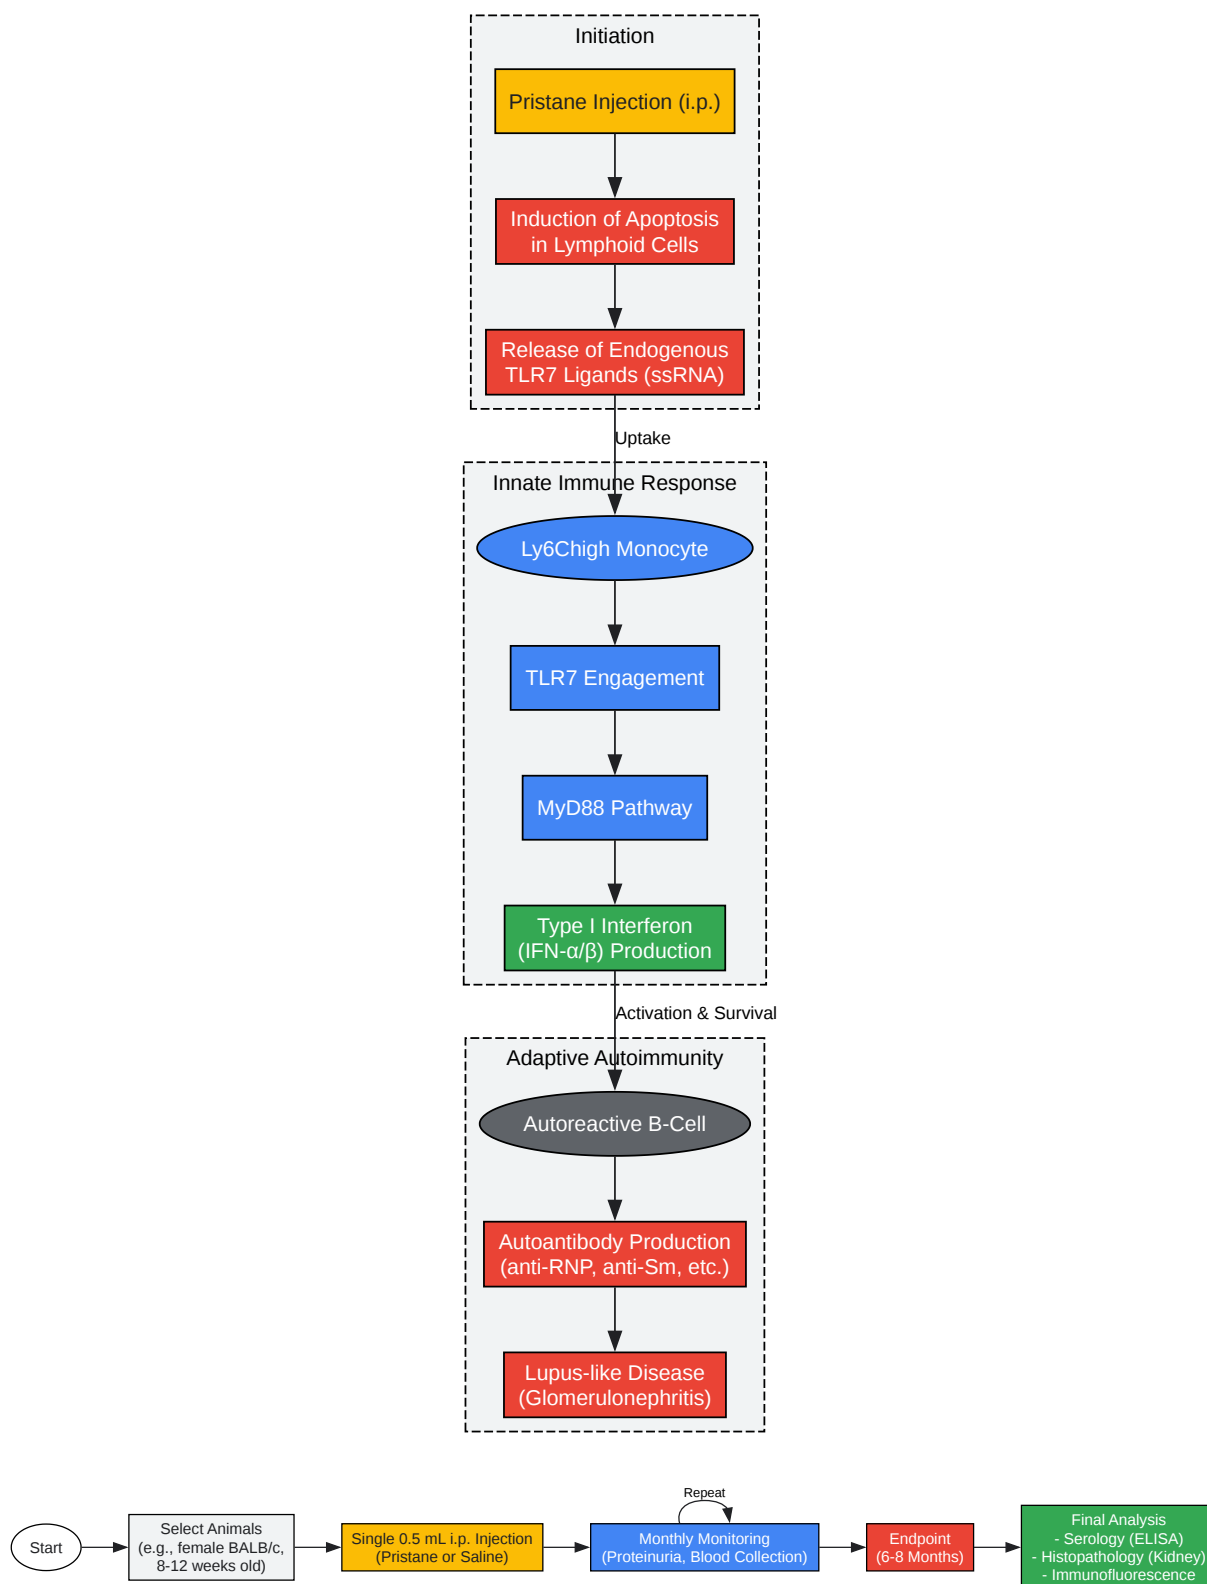 Initiation
Pristane Injection (i.p.)
Induction of Apoptosis
in Lymphoid Cells
Release of Endogenous
TLR7 Ligands (ssRNA)
Uptake
Innate Immune Response
Ly6Chigh Monocyte
TLR7 Engagement
MyD88 Pathway
Type I Interferon
(IFN-α/β) Production
Activation & Survival
Adaptive Autoimmunity
Autoreactive B-Cell
Autoantibody Production
(anti-RNP, anti-Sm, etc.)
Lupus-like Disease
(Glomerulonephritis)
Start
Select Animals
(e.g., female BALB/c,
8-12 weeks old)
Single 0.5 mL i.p. Injection
(Pristane or Saline)
Repeat
Monthly Monitoring
(Proteinuria, Blood Collection)
Endpoint
(6-8 Months)
Final Analysis
- Serology (ELISA)
- Histopathology (Kidney)
- Immunofluorescence